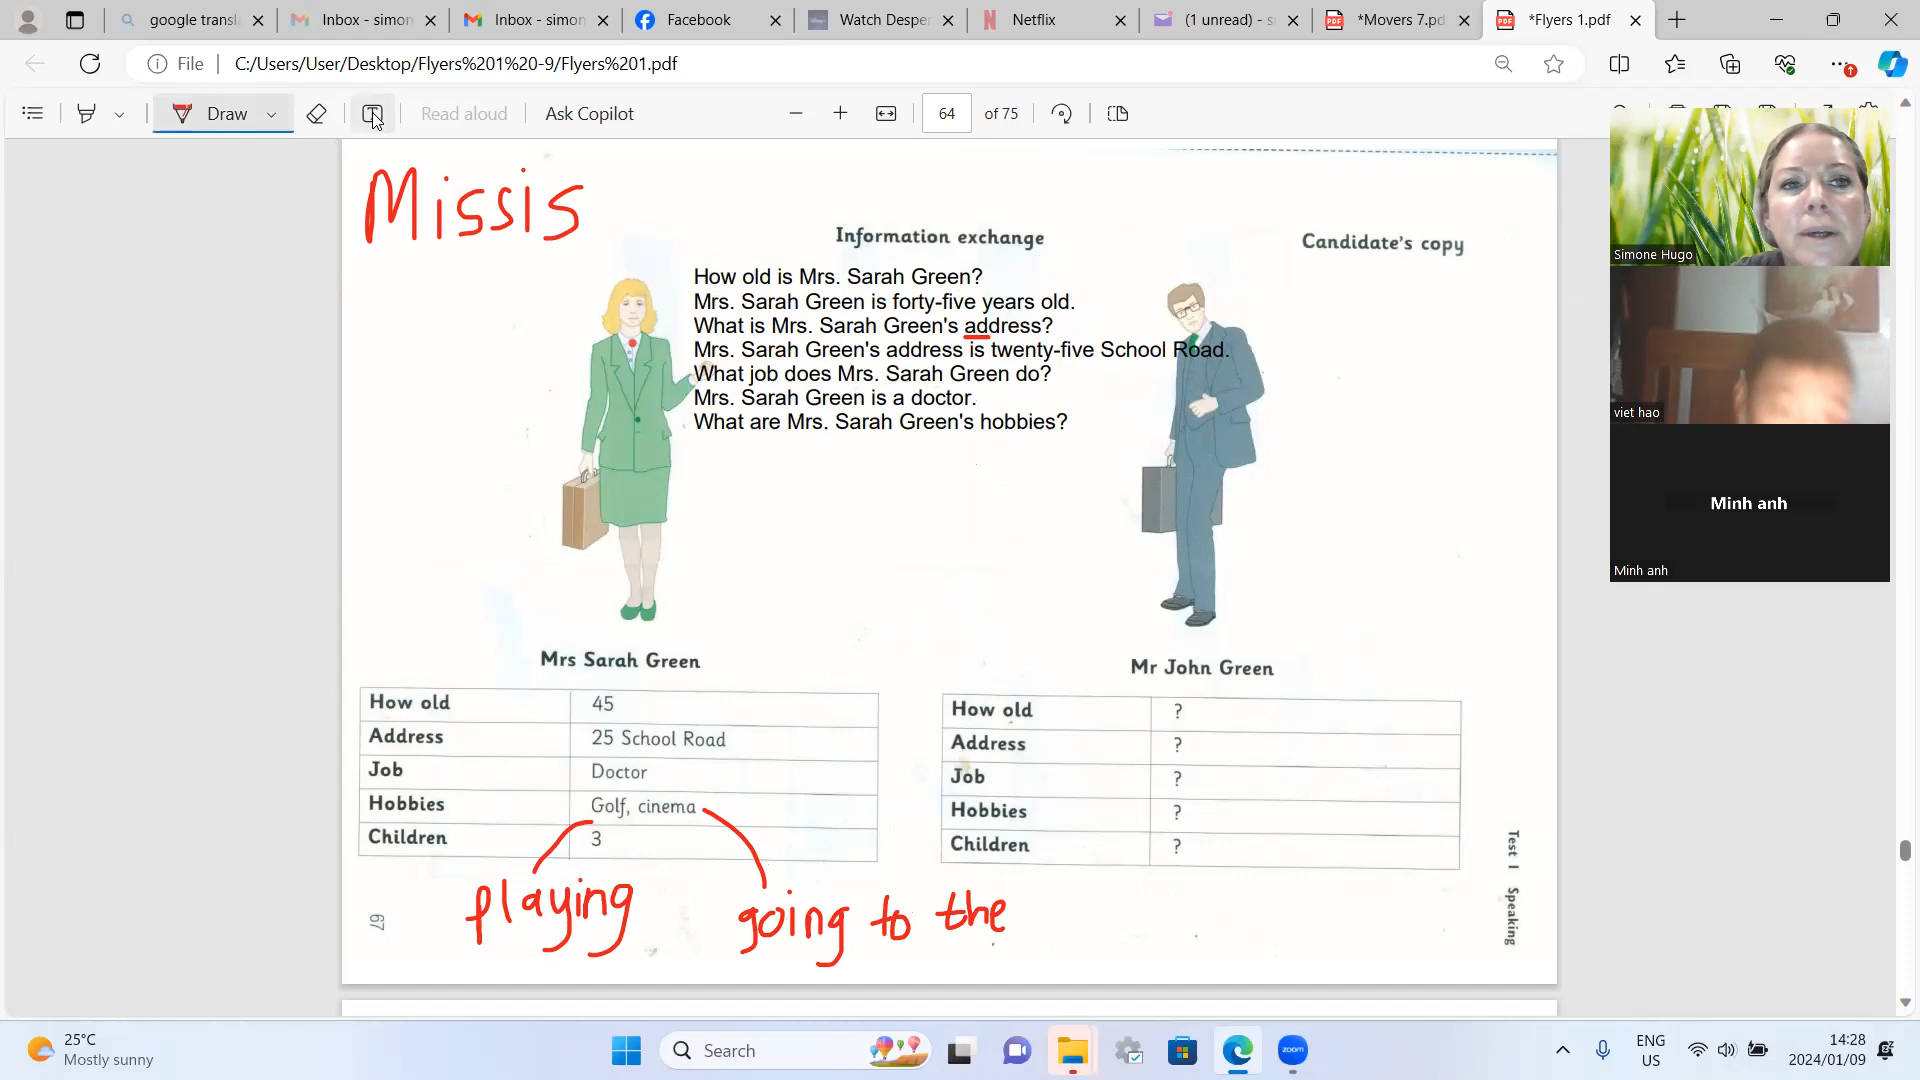 google transl
Inbox - simon
Inbox - simon
Facebook
Watch Desper
Netflix
(1 unread) - s
*Movers 7.pd
*Flyers 1.pdf
File
C:/Users/User/Desktop/Flyers%201%20-9/Flyers%201.pdf
Draw
Read aloud
Ask Copilot
64
of 75
Missis
Information exchange
Candidate's copy
How old is Mrs. Sarah Green?
Mrs. Sarah Green is forty-five years old.
What is Mrs. Sarah Green's address?
Mrs. Sarah Green's address is twenty-five School Road.
What job does Mrs. Sarah Green do?
Mrs. Sarah Green is a doctor.
What are Mrs. Sarah Green's hobbies?
Mrs Sarah Green
How old 45
Address 25 School Road
Job Doctor
Hobbies Golf, cinema
Children 3
Mr John Green
How old ?
Address ?
Job ?
Hobbies ?
Children ?
playing
going to the
67
Test 1 Speaking
Simone Hugo
viet hao
Minh anh
Minh anh
25°C
Mostly sunny
Search
zoom
ENG
US
14:28
2024/01/09